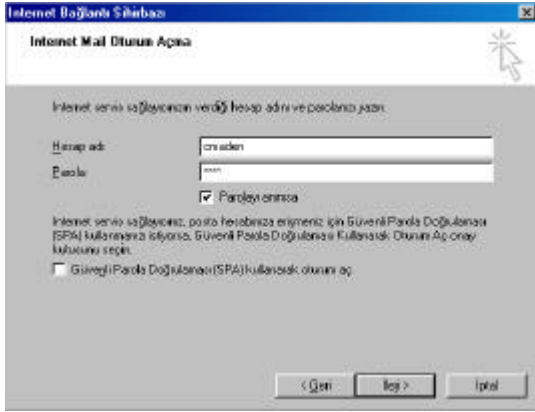 Internet Bağlantı Sihirbazı
Internet Mail Oturum Açma
Internet servis sağlayıcınızın verdiği hesap adını ve parolanızı yazın.
Hesap adı:
Parola:
****
Parolayı anımsa
Internet servis sağlayıcınız, posta hesabınıza erişmeniz için Güvenli Parola Doğrulaması
(SPA) kullanmanızı istiyorsa, Güvenli Parola Doğrulaması Kullanarak Oturum Aç onay
kutusunu seçin.
Güvenli Parola Doğrulaması (SPA) kullanarak oturum aç
< Geri
İleri >
İptal